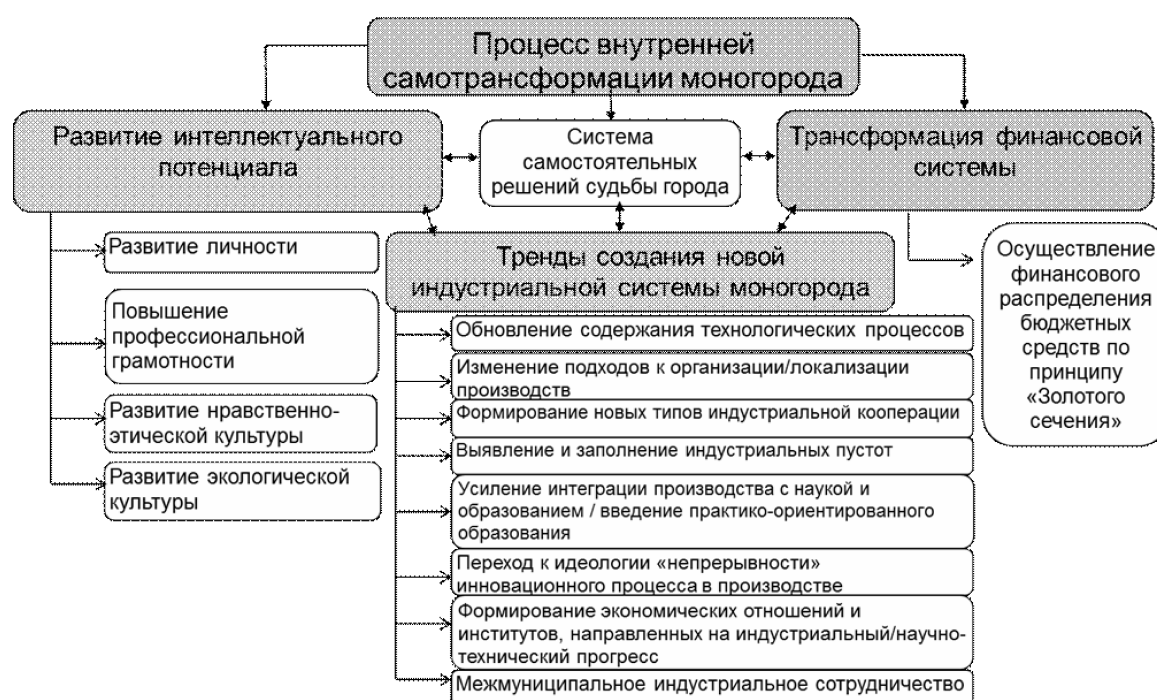 Процесс внутренней
самотрансформации моногорода
Развитие интеллектуального
потенциала
Система
самостоятельных
решений судьбы города
Трансформация финансовой
системы
Развитие личности
Повышение
профессиональной
грамотности
Развитие нравственно-
этической культуры
Развитие экологической
культуры
Тренды создания новой
индустриальной системы моногорода
Обновление содержания технологических процессов
Изменение подходов к организации/локализации
производств
Формирование новых типов индустриальной кооперации
Выявление и заполнение индустриальных пустот
Усиление интеграции производства с наукой и
образованием / введение практико-ориентированного
образования
Переход к идеологии «непрерывности»
инновационного процесса в производстве
Формирование экономических отношений и
институтов, направленных на индустриальный/научно-
технический прогресс
Межмуниципальное индустриальное сотрудничество
Осуществление
финансового
распределения
бюджетных
средств по
принципу
«Золотого
сечения»